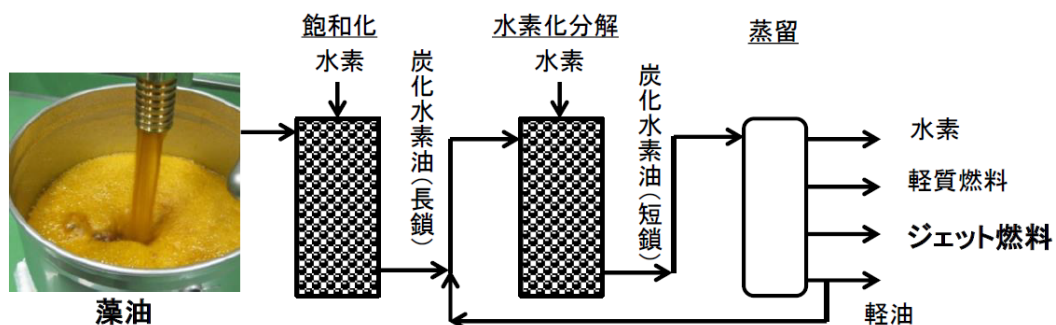 飽和化
水素化分解
蒸留
水素
水素
炭化水素油(長鎖)
炭化水素油(短鎖)
水素
軽質燃料
ジェット燃料
軽油
藻油